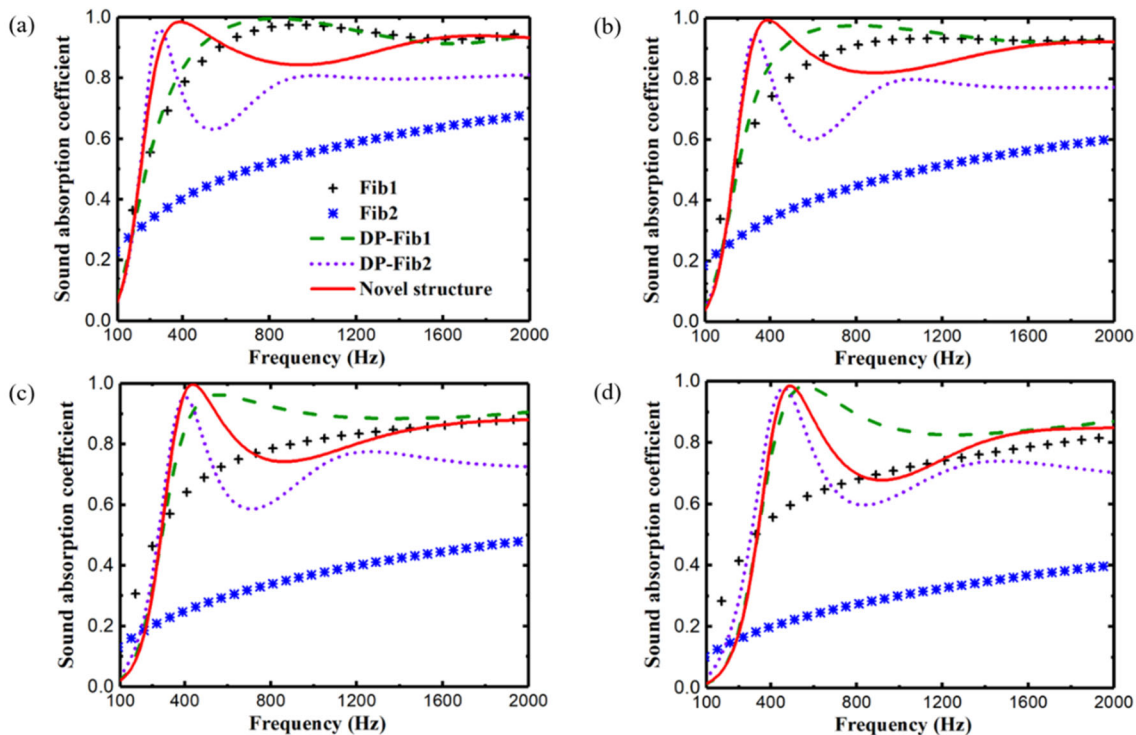 (a)
1.0
0.8
0.6
0.4
0.2
0.0
Sound absorption coefficient
Fib1
Fib2
DP-Fib1
DP-Fib2
Novel structure
100 400 800 1200 1600 2000
Frequency (Hz)
(b)
1.0
0.8
0.6
0.4
0.2
0.0
Sound absorption coefficient
100 400 800 1200 1600 2000
Frequency (Hz)
(c)
1.0
0.8
0.6
0.4
0.2
0.0
Sound absorption coefficient
100 400 800 1200 1600 2000
Frequency (Hz)
(d)
1.0
0.8
0.6
0.4
0.2
0.0
Sound absorption coefficient
100 400 800 1200 1600 2000
Frequency (Hz)